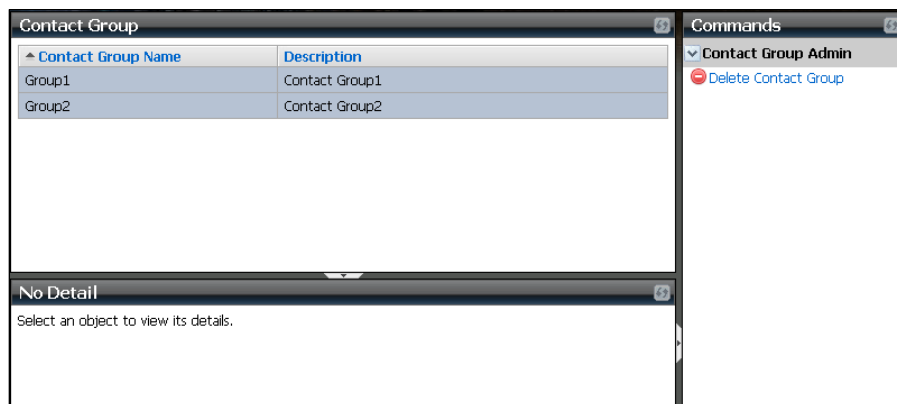 Contact Group
Contact Group Name Description
Group1 Contact Group1
Group2 Contact Group2
No Detail
Select an object to view its details.
Commands
Contact Group Admin
Delete Contact Group